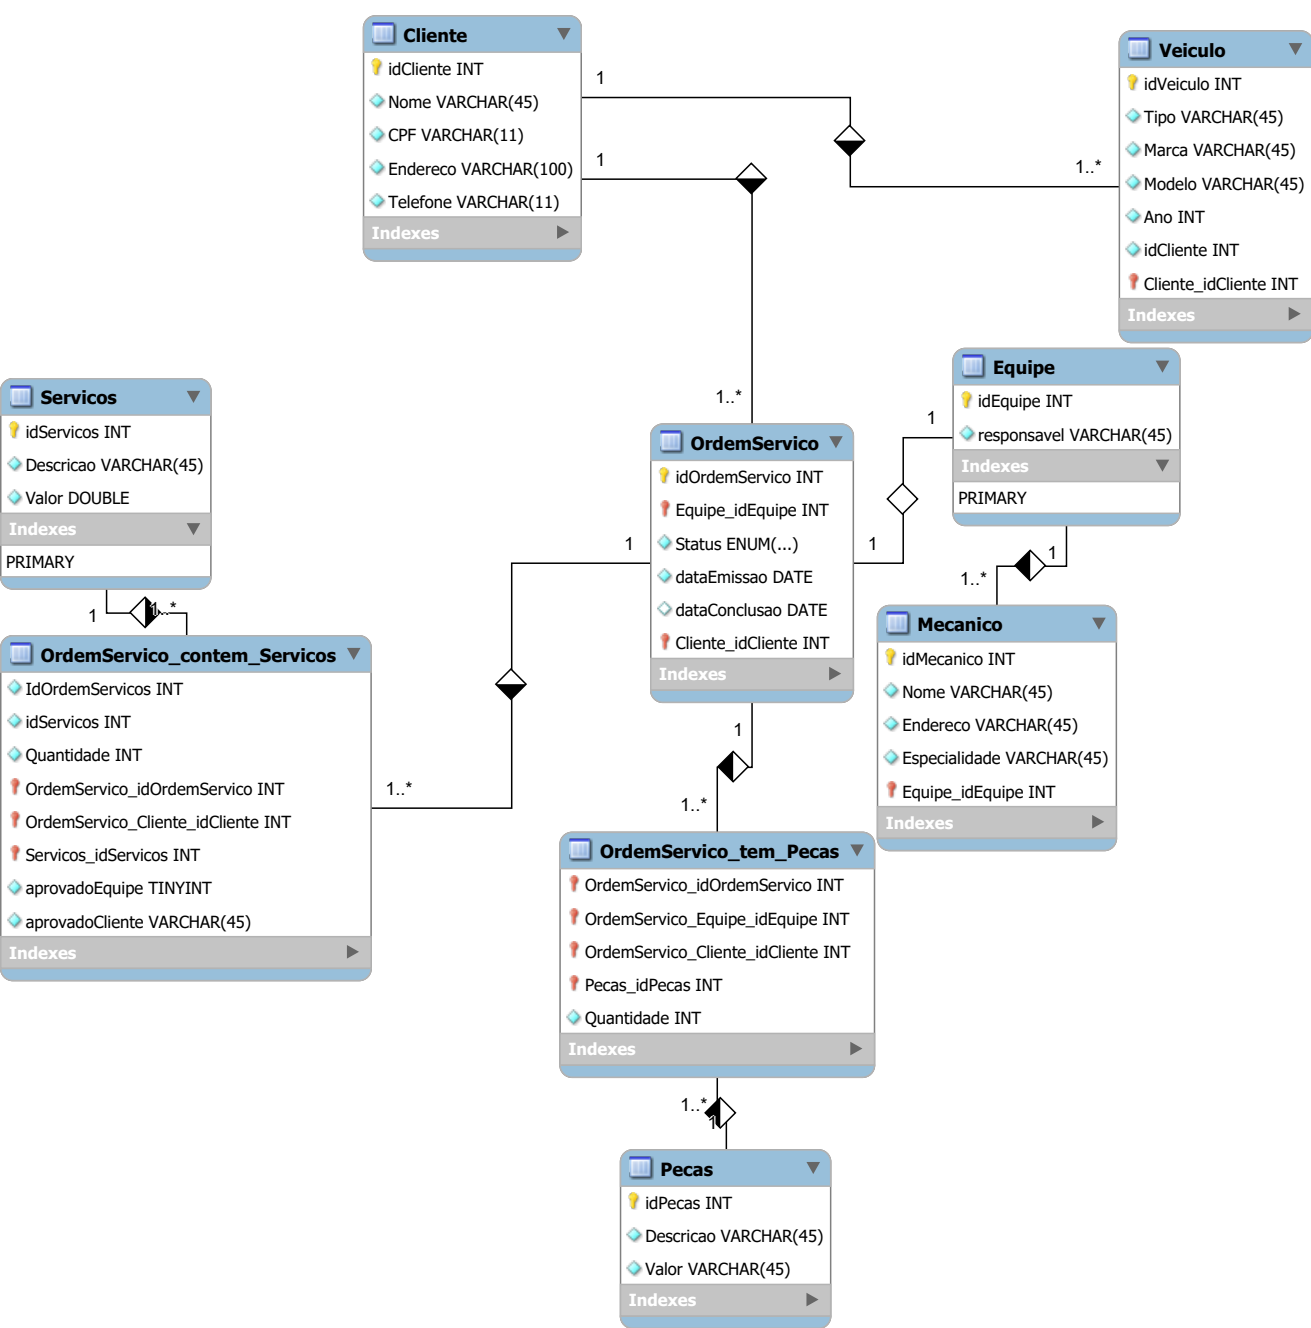 Cliente
idCliente INT
Nome VARCHAR(45)
CPF VARCHAR(11)
Endereco VARCHAR(100)
Telefone VARCHAR(11)
Indexes
1
1
1..*
1..*
Veiculo
idVeiculo INT
Tipo VARCHAR(45)
Marca VARCHAR(45)
Modelo VARCHAR(45)
Ano INT
idCliente INT
Cliente_idCliente INT
Indexes
Equipe
idEquipe INT
responsavel VARCHAR(45)
Indexes
PRIMARY
1
1
1
1..*
Servicos
idServicos INT
Descricao VARCHAR(45)
Valor DOUBLE
Indexes
PRIMARY
1
1..*
OrdemServico
idOrdemServico INT
Equipe_idEquipe INT
Status ENUM(...)
dataEmissao DATE
dataConclusao DATE
Cliente_idCliente INT
Indexes
1
1..*
1
1..*
Mecanico
idMecanico INT
Nome VARCHAR(45)
Endereco VARCHAR(45)
Especialidade VARCHAR(45)
Equipe_idEquipe INT
Indexes
OrdemServico_contem_Servicos
IdOrdemServicos INT
idServicos INT
Quantidade INT
OrdemServico_idOrdemServico INT
OrdemServico_Cliente_idCliente INT
Servicos_idServicos INT
aprovadoEquipe TINYINT
aprovadoCliente VARCHAR(45)
Indexes
OrdemServico_tem_Pecas
OrdemServico_idOrdemServico INT
OrdemServico_Equipe_idEquipe INT
OrdemServico_Cliente_idCliente INT
Pecas_idPecas INT
Quantidade INT
Indexes
1..*
1
Pecas
idPecas INT
Descricao VARCHAR(45)
Valor VARCHAR(45)
Indexes